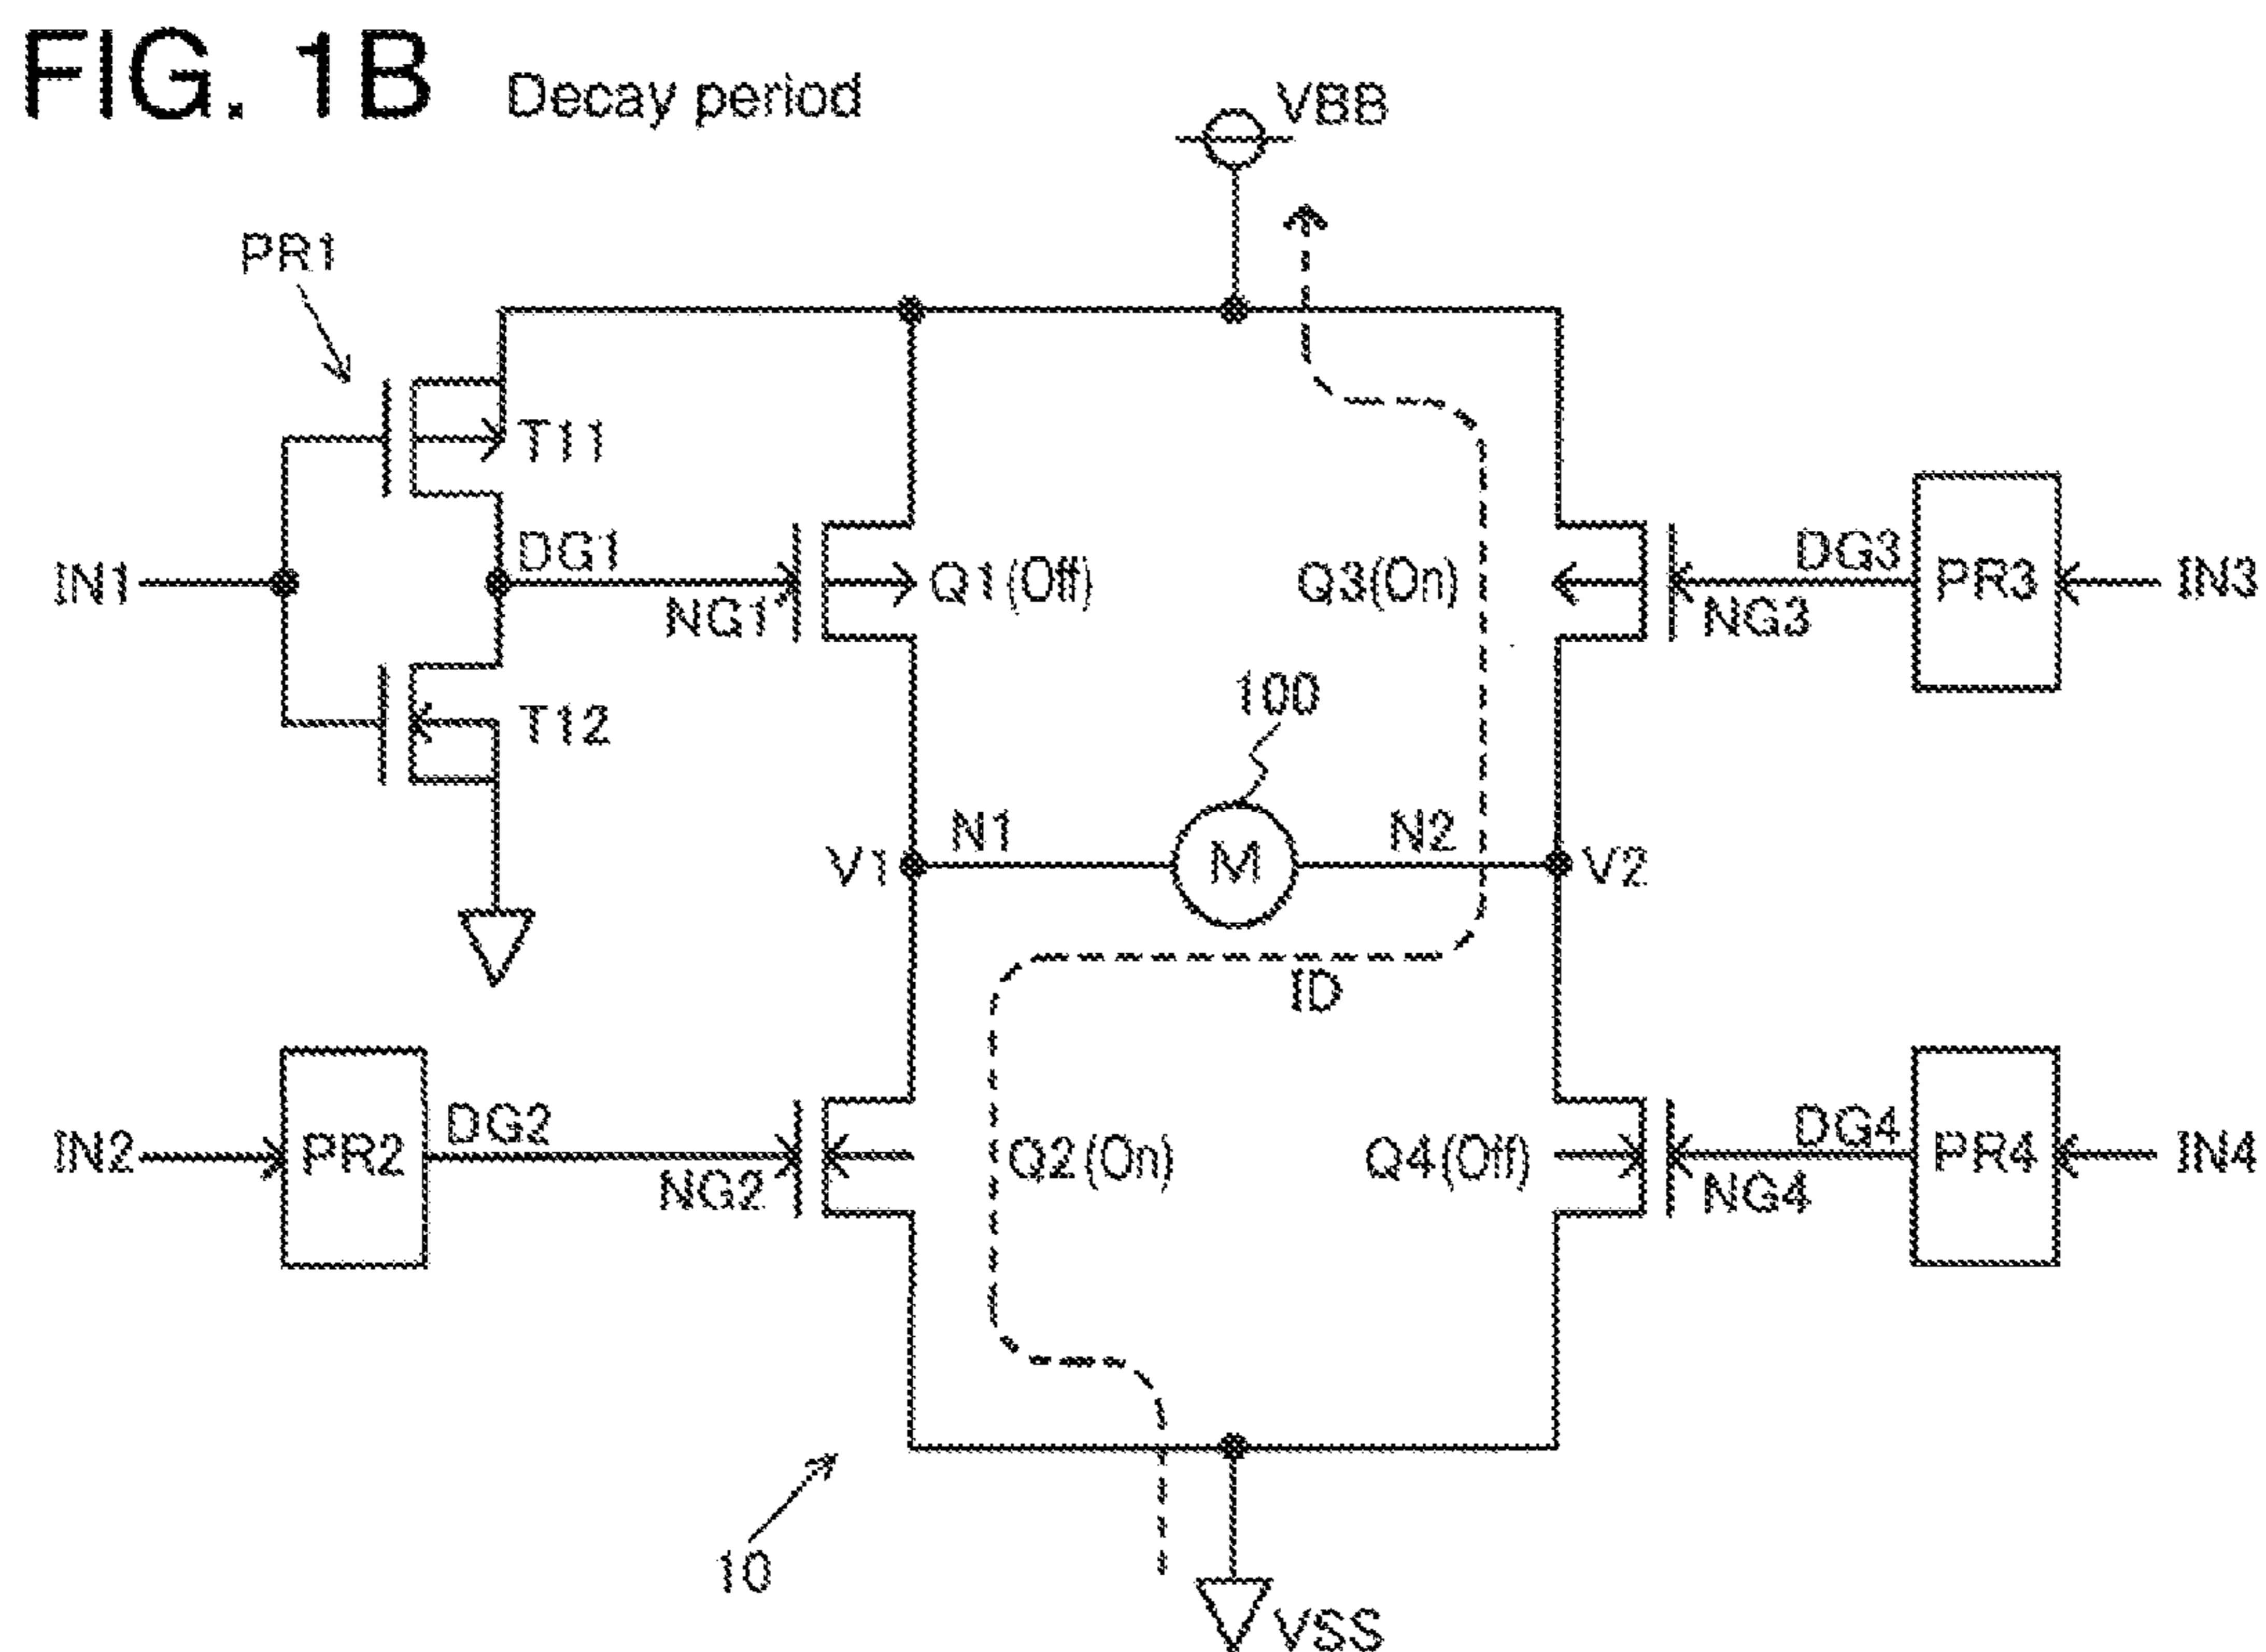 FIG. 1B Decay period
VBB
PR1
T11
DG1
IN1
NG1
Q1(Off)
Q3(On)
DG3
NG3
PR3
IN3
T12
100
V1
N1
M
N2
V2
ID
IN2
PR2
DG2
NG2
Q2(On)
Q4(Off)
DG4
NG4
PR4
IN4
10
VSS